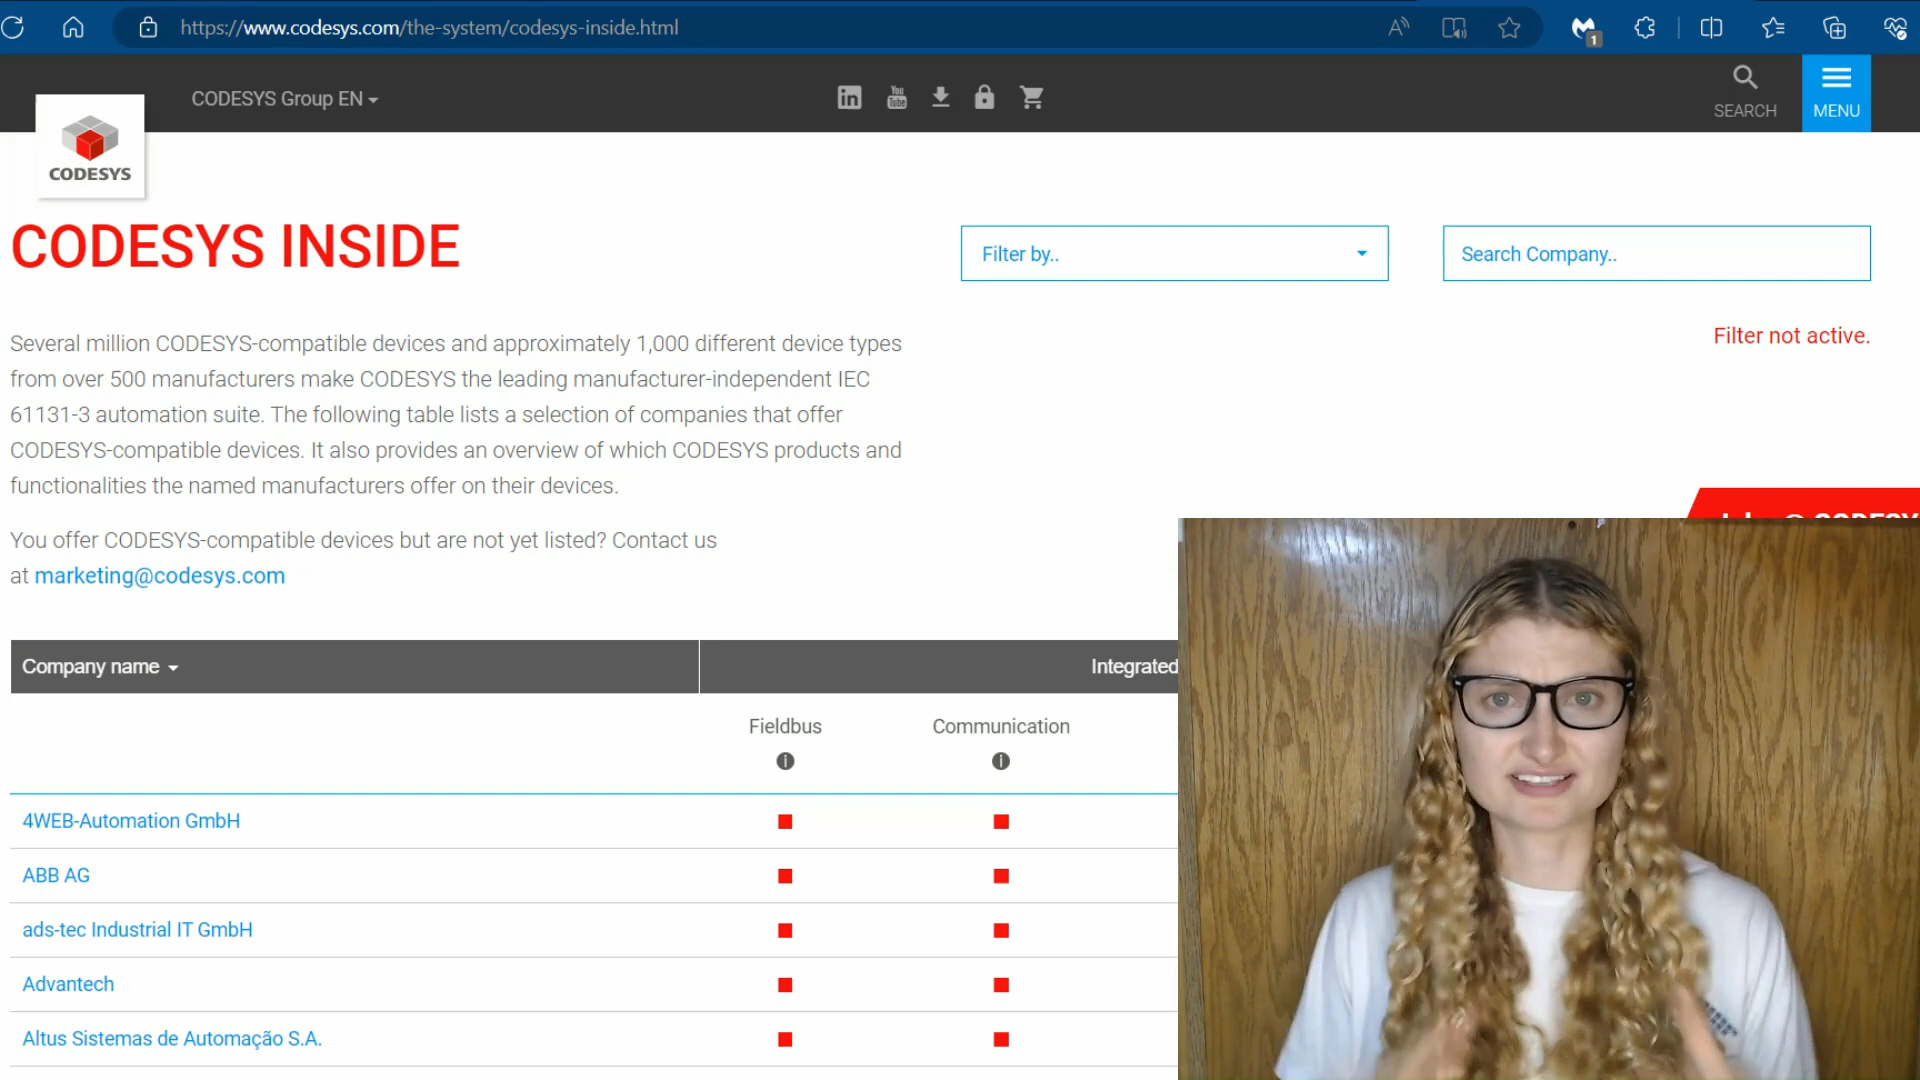 https://www.codesys.com/the-system/codesys-inside.html
1
CODESYS Group EN
You Tube
SEARCH
MENU
CODESYS
CODESYS INSIDE
Filter by..
Search Company..
Filter not active.
Several million CODESYS-compatible devices and approximately 1,000 different device types
from over 500 manufacturers make CODESYS the leading manufacturer-independent IEC
61131-3 automation suite. The following table lists a selection of companies that offer
CODESYS-compatible devices. It also provides an overview of which CODESYS products and
functionalities the named manufacturers offer on their devices.
You offer CODESYS-compatible devices but are not yet listed? Contact us
at marketing@codesys.com
Company name
Integrated
Fieldbus
Communication
4WEB-Automation GmbH
ABB AG
ads-tec Industrial IT GmbH
Advantech
Altus Sistemas de Automação S.A.